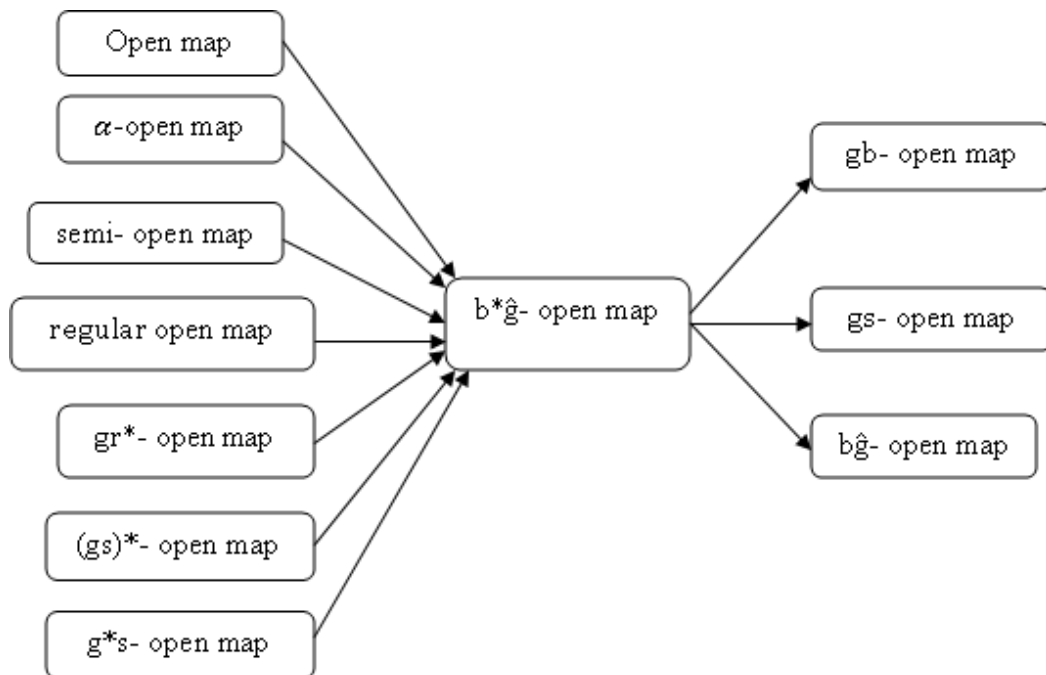 Open map
α-open map
semi- open map
regular open map
gr*- open map
(gs)*- open map
g*s- open map
b*ĝ- open map
gb- open map
gs- open map
bĝ- open map